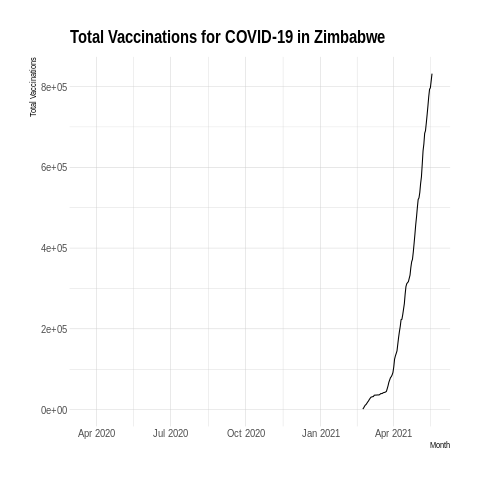 Total Vaccinations for COVID-19 in Zimbabwe
Total Vaccinations
8e+05
6e+05
4e+05
2e+05
0e+00
Apr 2020 Jul 2020 Oct 2020 Jan 2021 Apr 2021
Month